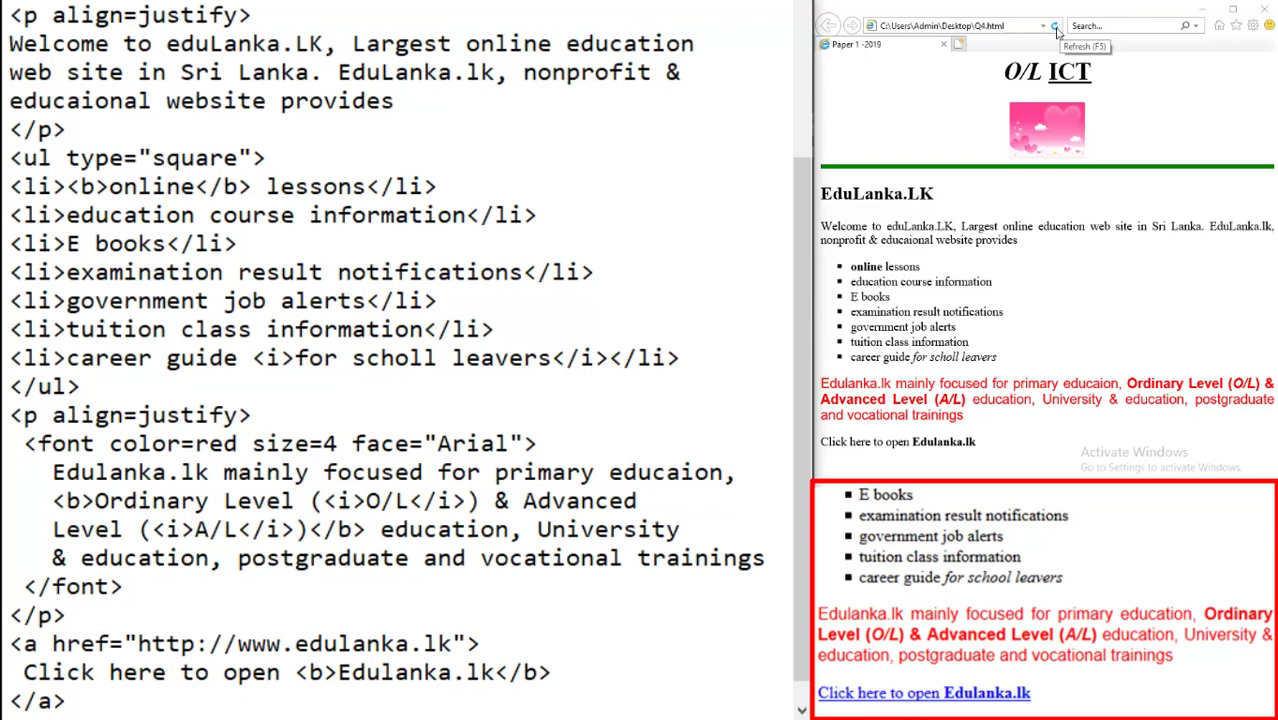 <p align=justify>
Welcome to eduLanka.LK, Largest online education
web site in Sri Lanka. EduLanka.lk, nonprofit &
educaional website provides
</p>
<ul type="square">
<li><b>online</b> lessons</li>
<li>education course information</li>
<li>E books</li>
<li>examination result notifications</li>
<li>government job alerts</li>
<li>tuition class information</li>
<li>career guide <i>for scholl leavers</i></li>
</ul>
<p align=justify>
<font color=red size=4 face="Arial">
Edulanka.lk mainly focused for primary educaion,
<b>Ordinary Level (<i>O/L</i>) & Advanced
Level (<i>A/L</i>)</b> education, University
& education, postgraduate and vocational trainings
</font>
</p>
<a href="http://www.edulanka.lk">
Click here to open <b>Edulanka.lk</b>
</a>
C:\Users\Admin\Desktop\Q4.html
Search...
Paper 1 -2019
Refresh (F5)
O/L ICT
EduLanka.LK
Welcome to eduLanka.LK, Largest online education web site in Sri Lanka. EduLanka.lk,
nonprofit & educaional website provides
online lessons
education course information
E books
examination result notifications
government job alerts
tuition class information
career guide for scholl leavers
Edulanka.lk mainly focused for primary educaion, Ordinary Level (O/L) &
Advanced Level (A/L) education, University & education, postgraduate
and vocational trainings
Click here to open Edulanka.lk
Activate Windows
Go to Settings to activate Windows.
E books
examination result notifications
government job alerts
tuition class information
career guide for school leavers
Edulanka.lk mainly focused for primary education, Ordinary
Level (O/L) & Advanced Level (A/L) education, University &
education, postgraduate and vocational trainings
Click here to open Edulanka.lk